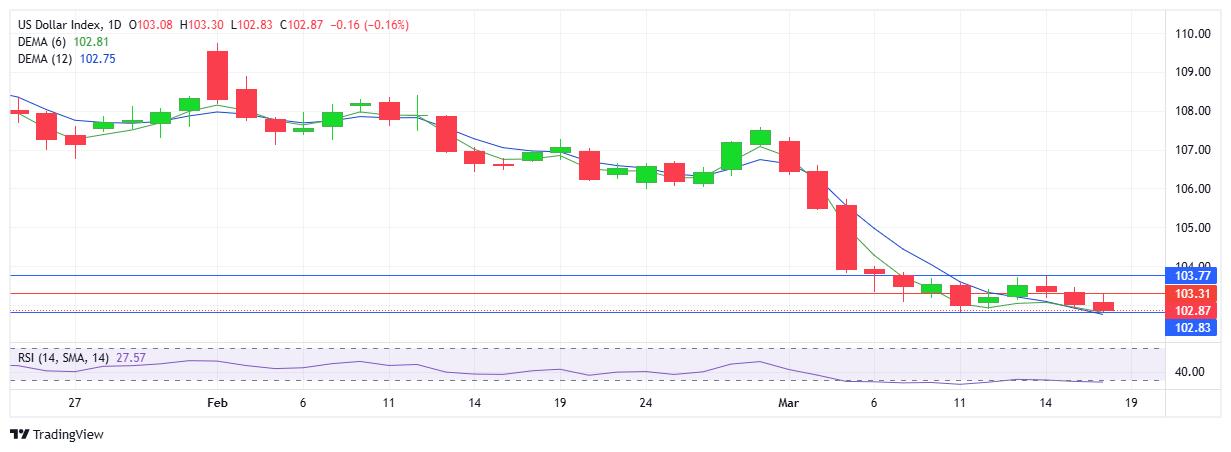 US Dollar Index, 1D O103.08 H103.30 L102.83 C102.87 −0.16 (−0.16%)
DEMA (6) 102.81
DEMA (12) 102.75
110.00
109.00
108.00
107.00
106.00
105.00
104.00
103.77
103.31
102.87
102.83
RSI (14, SMA, 14) 27.57
40.00
27 Feb 6 11 14 19 24 Mar 6 11 14 19
TradingView